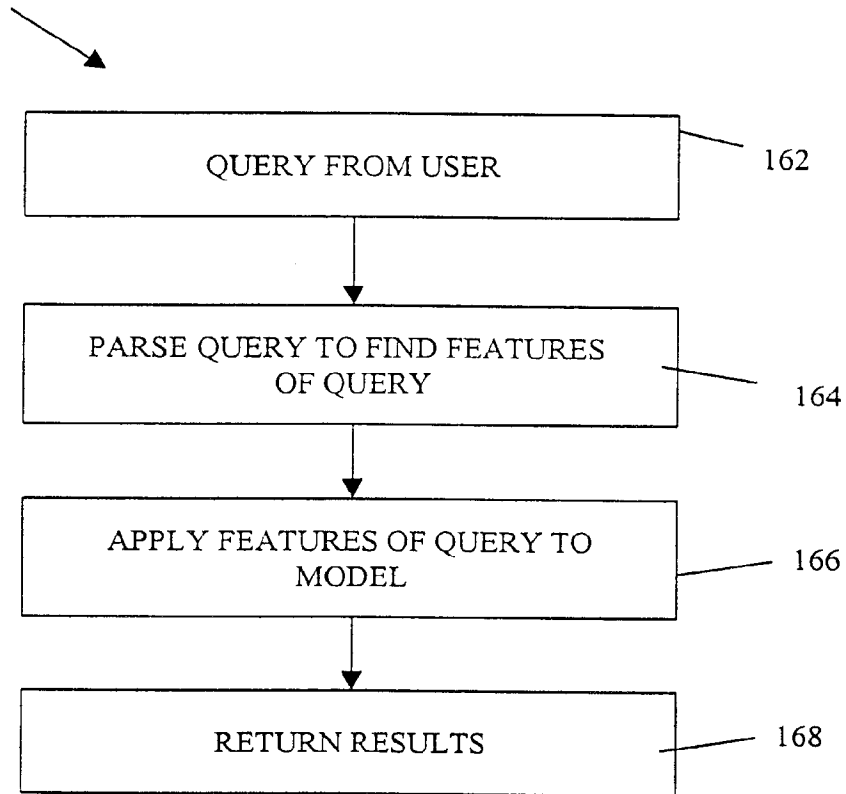 QUERY FROM USER
162
PARSE QUERY TO FIND FEATURES
OF QUERY
164
APPLY FEATURES OF QUERY TO
MODEL
166
RETURN RESULTS
168